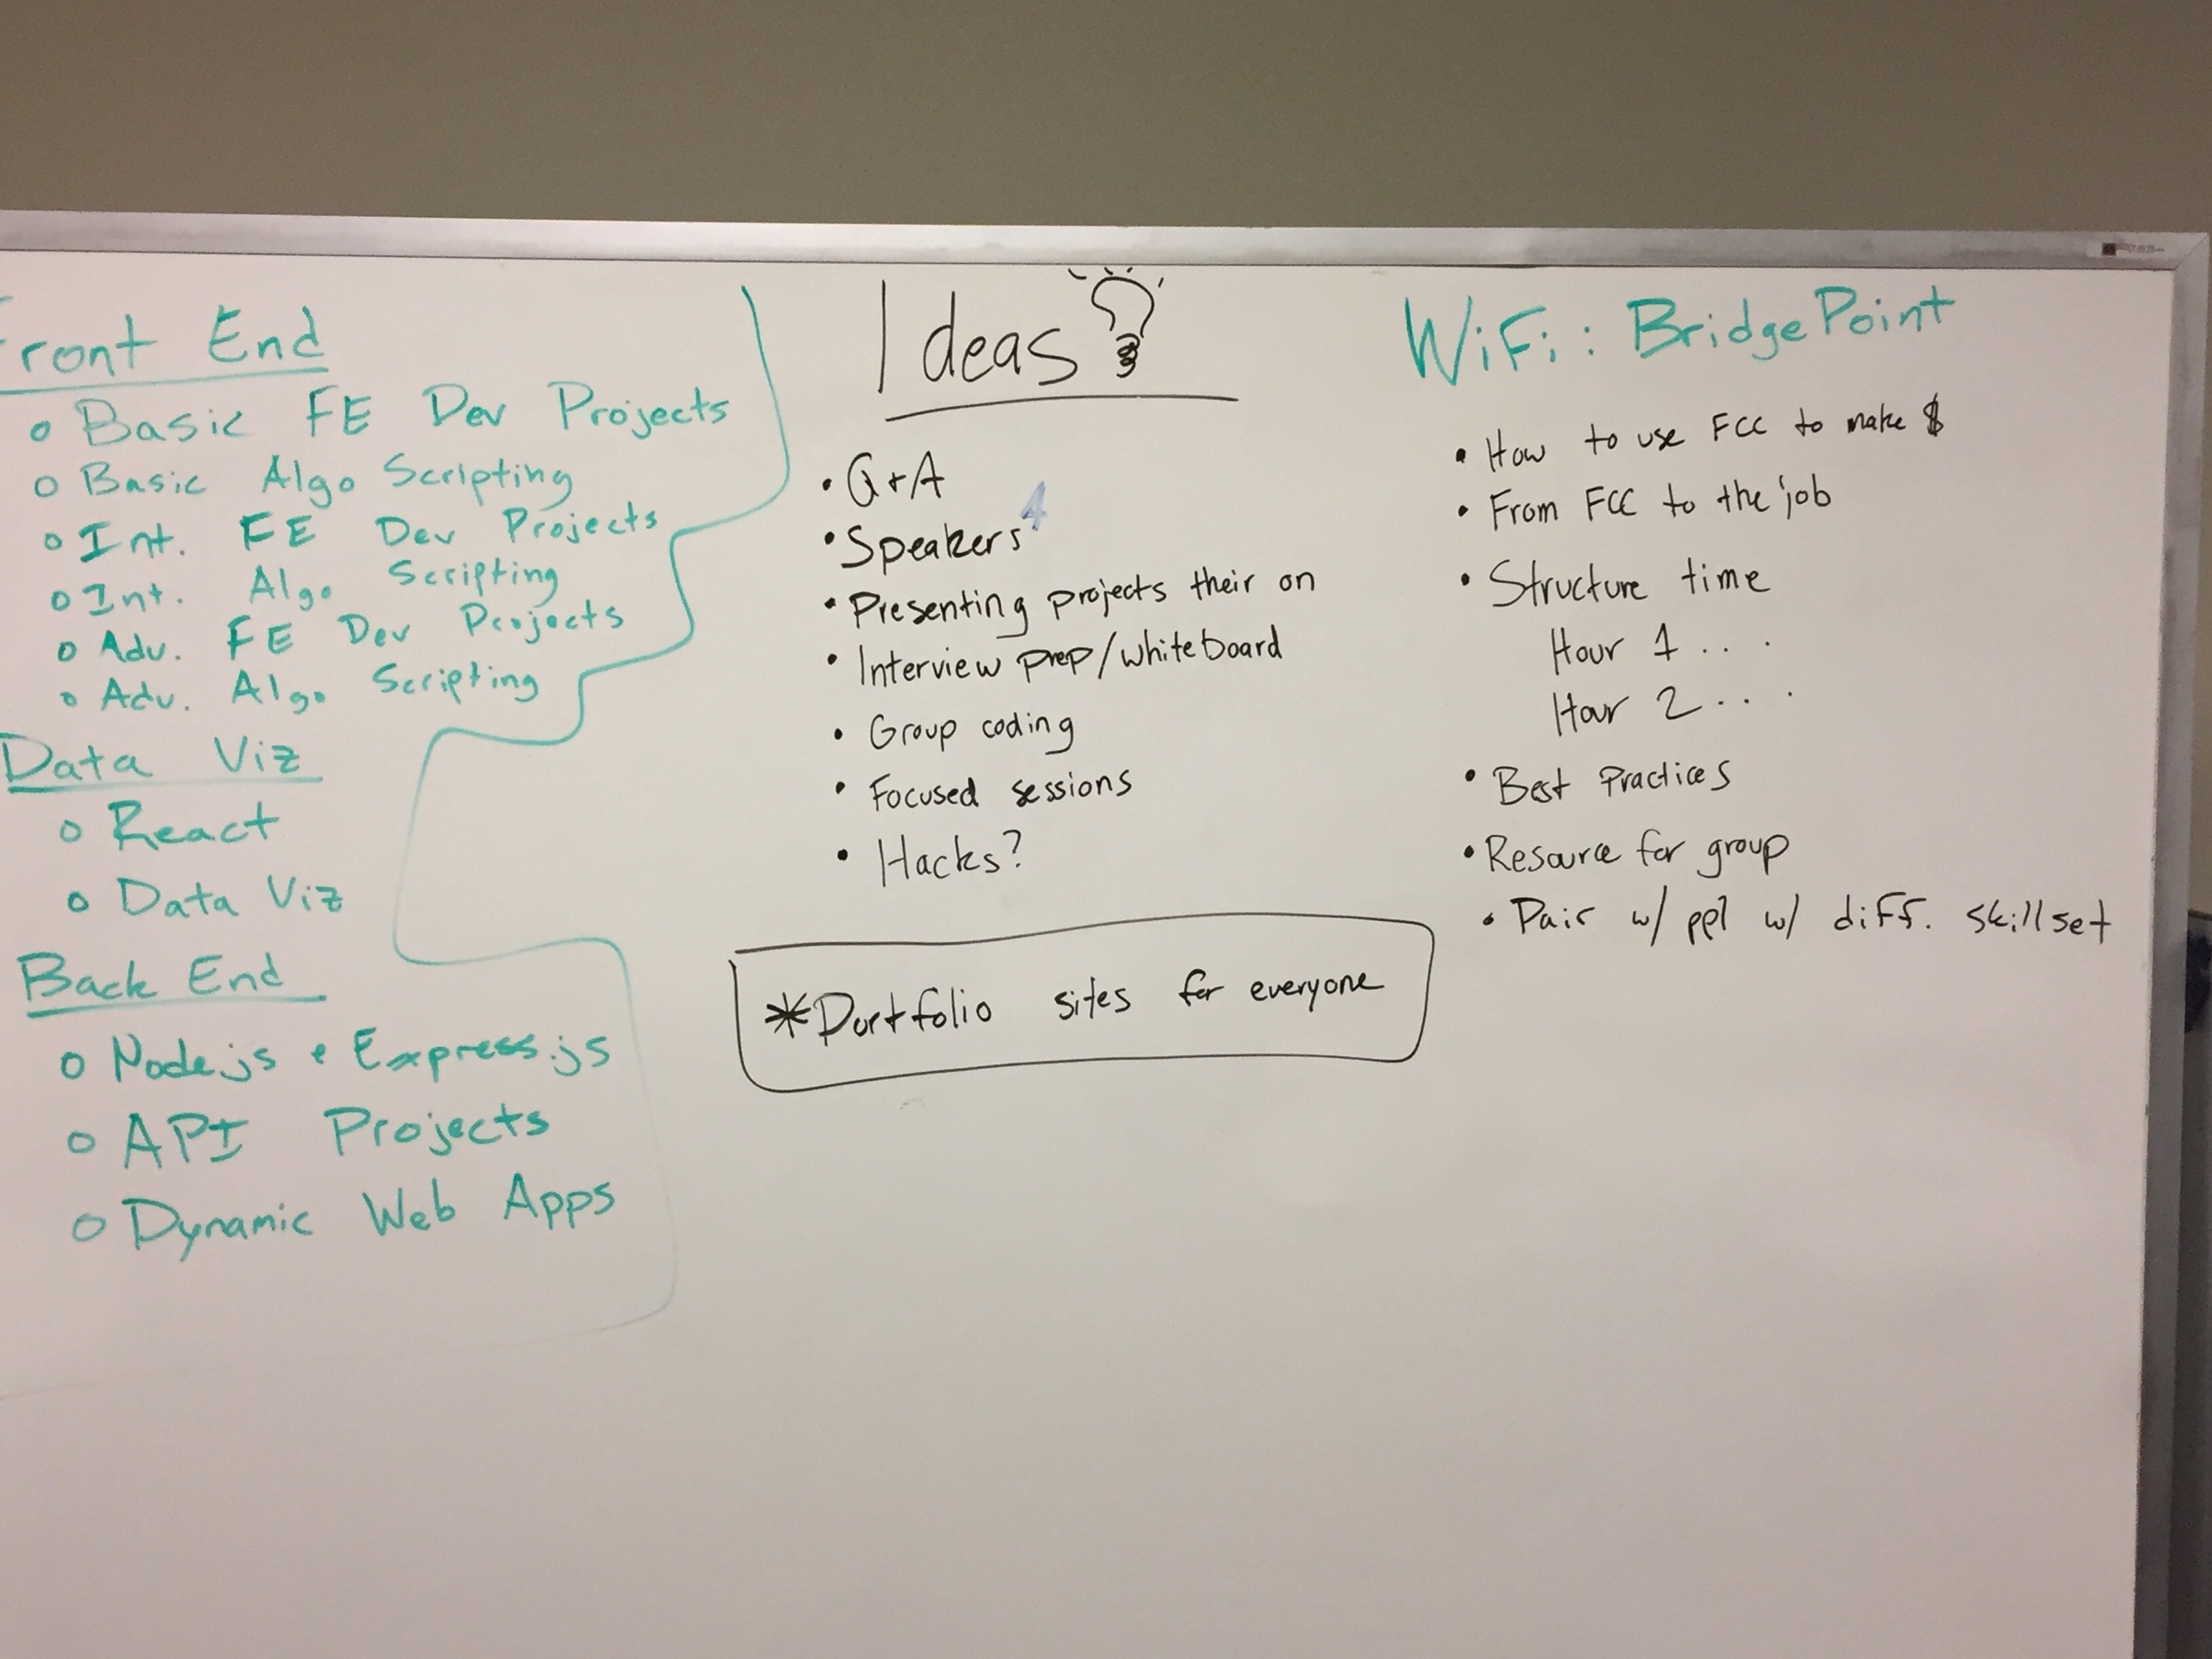 Front End
o Basic FE Dev Projects
o Basic Algo Scripting
o Int. FE Dev Projects
o Int. Algo Scripting
o Adv. FE Dev Projects
o Adv. Algo Scripting
Data Viz
o React
o Data Viz
Back End
o Node.js & Express.js
o API Projects
o Dynamic Web Apps
Ideas
• Q+A
• Speakers 4
• Presenting projects their on
• Interview prep/whiteboard
• Group coding
• Focused sessions
• Hacks?
*Portfolio sites for everyone
WiFi: BridgePoint
• How to use FCC to make $
• From FCC to the job
• Structure time
Hour 1 . . .
Hour 2 . . .
• Best Practices
• Resource for group
• Pair w/ ppl w/ diff. skillset